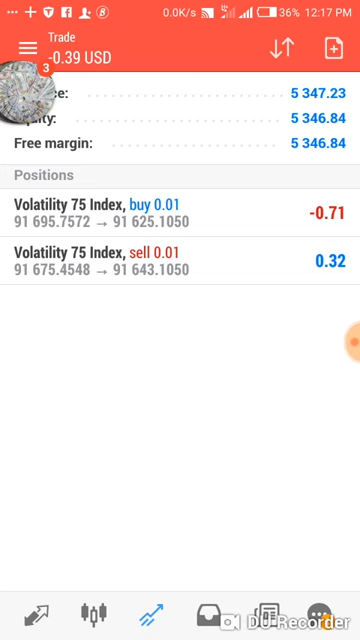 0.0K/s 36% 12:17 PM
Trade
-0.39 USD
3
ce: 5 347.23
quity: 5 346.84
Free margin: 5 346.84
Positions
Volatility 75 Index, buy 0.01
91 695.7572 → 91 625.1050
-0.71
Volatility 75 Index, sell 0.01
91 675.4548 → 91 643.1050
0.32
DU Recorder